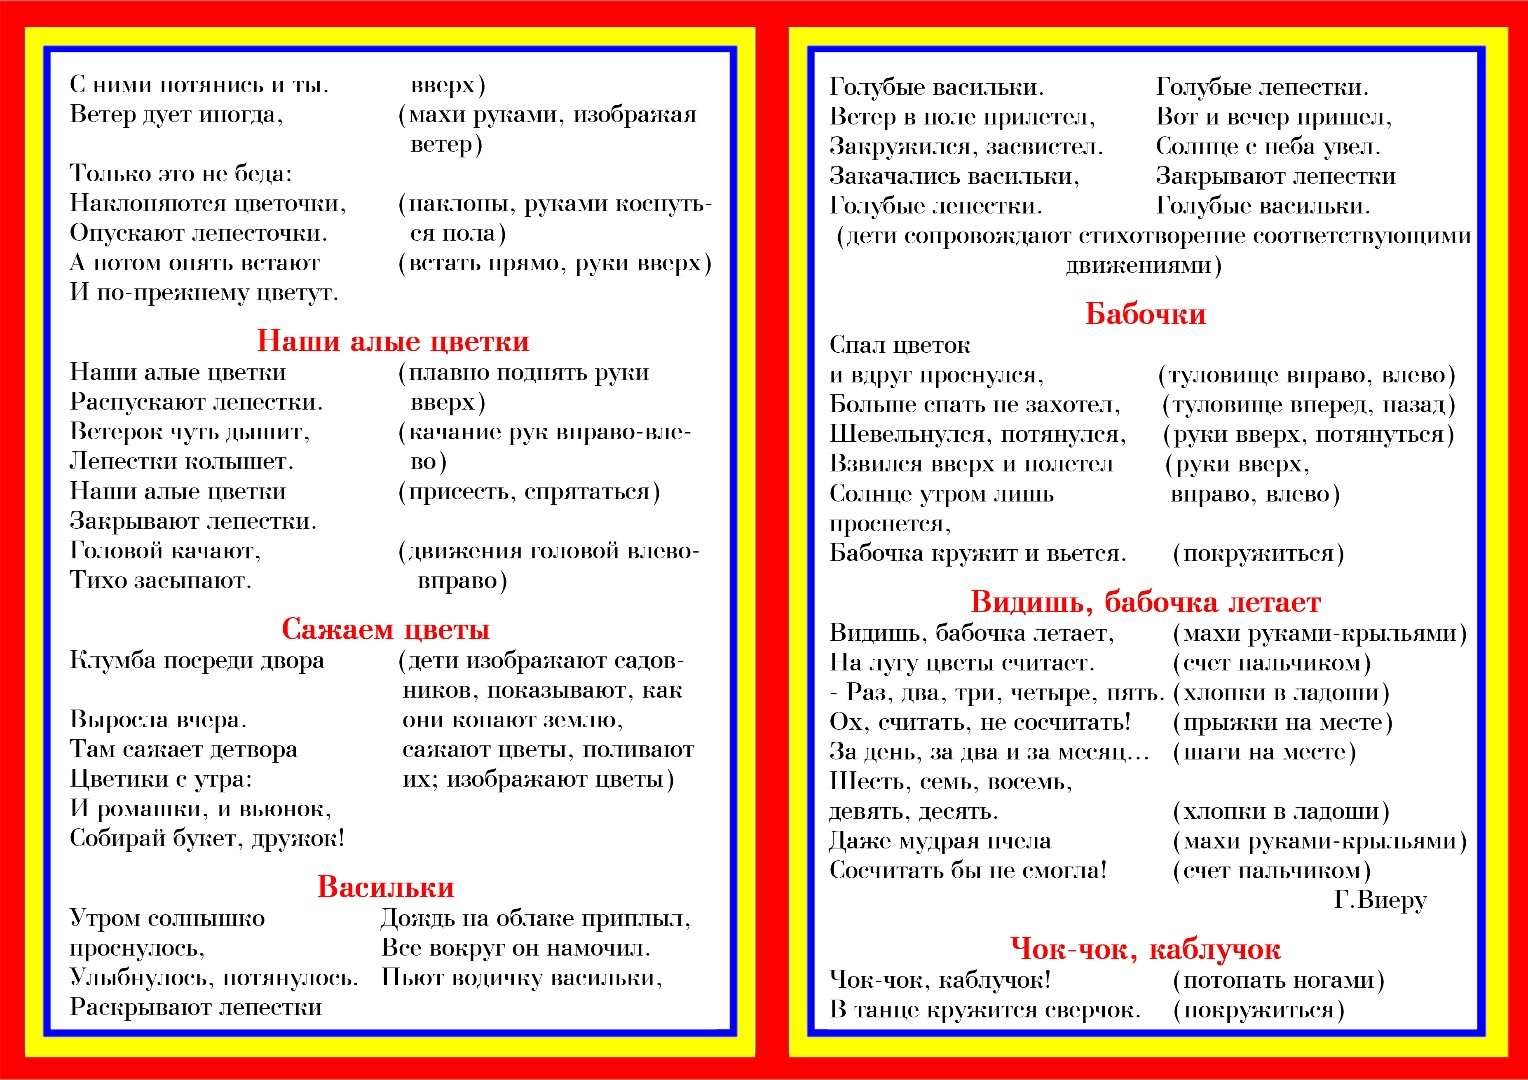 С ними потянись и ты. вверх)
Ветер дует иногда, (махи руками, изображая
ветер)
Только это не беда:
Наклоняются цветочки, (наклоны, руками коснуть-
Опускают лепесточки. ся пола)
А потом опять встают (встать прямо, руки вверх)
И по-прежнему цветут.
Наши алые цветки
Наши алые цветки (плавно поднять руки
Распускают лепестки. вверх)
Ветерок чуть дышит, (качание рук вправо-вле-
Лепестки колышет. во)
Наши алые цветки (присесть, спрятаться)
Закрывают лепестки.
Головой качают, (движения головой влево-
Тихо засыпают. вправо)
Сажаем цветы
Клумба посреди двора (дети изображают садов-
ников, показывают, как
Выросла вчера. они копают землю,
Там сажает детвора сажают цветы, поливают
Цветики с утра: их; изображают цветы)
И ромашки, и вьюнок,
Собирай букет, дружок!
Васильки
Утром солнышко Дождь на облаке приплыл,
проснулось, Все вокруг он намочил.
Улыбнулось, потянулось. Пьют водичку васильки,
Раскрывают лепестки
Голубые васильки. Голубые лепестки.
Ветер в поле прилетел, Вот и вечер пришел,
Закружился, засвистел. Солнце с неба увел.
Закачались васильки, Закрывают лепестки
Голубые лепестки. Голубые васильки.
(дети сопровождают стихотворение соответствующими
движениями)
Бабочки
Спал цветок
и вдруг проснулся, (туловище вправо, влево)
Больше спать не захотел, (туловище вперед, назад)
Шевельнулся, потянулся, (руки вверх, потянуться)
Взвился вверх и полетел (руки вверх,
Солнце утром лишь вправо, влево)
проснется,
Бабочка кружит и вьется. (покружиться)
Видишь, бабочка летает
Видишь, бабочка летает, (махи руками-крыльями)
На лугу цветы считает. (счет пальчиком)
- Раз, два, три, четыре, пять. (хлопки в ладоши)
Ох, считать, не сосчитать! (прыжки на месте)
За день, за два и за месяц... (шаги на месте)
Шесть, семь, восемь,
девять, десять. (хлопки в ладоши)
Даже мудрая пчела (махи руками-крыльями)
Сосчитать бы не смогла! (счет пальчиком)
Г.Виеру
Чок-чок, каблучок
Чок-чок, каблучок! (потопать ногами)
В танце кружится сверчок. (покружиться)